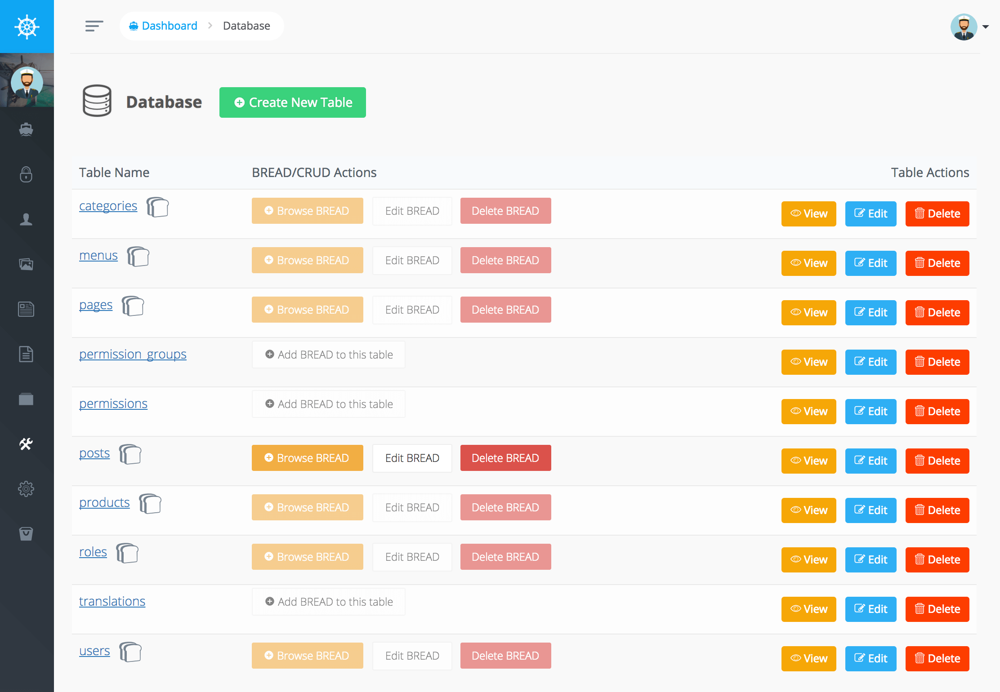 Dashboard > Database
Database Create New Table
Table Name BREAD/CRUD Actions Table Actions
categories Browse BREAD Edit BREAD Delete BREAD View Edit Delete
menus Browse BREAD Edit BREAD Delete BREAD View Edit Delete
pages Browse BREAD Edit BREAD Delete BREAD View Edit Delete
permission_groups Add BREAD to this table View Edit Delete
permissions Add BREAD to this table View Edit Delete
posts Browse BREAD Edit BREAD Delete BREAD View Edit Delete
products Browse BREAD Edit BREAD Delete BREAD View Edit Delete
roles Browse BREAD Edit BREAD Delete BREAD View Edit Delete
translations Add BREAD to this table View Edit Delete
users Browse BREAD Edit BREAD Delete BREAD View Edit Delete